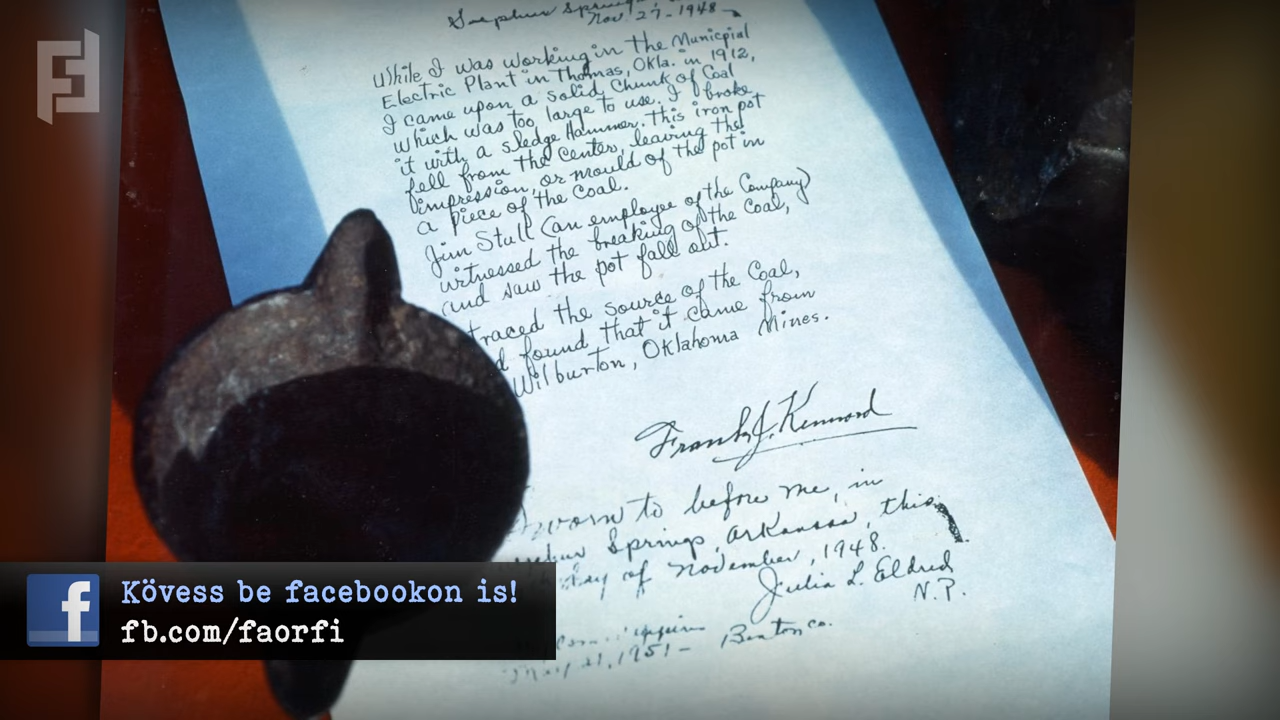 Springs
Nov. 27-1948
While I was working in the Municpial
Electric Plant in Thomas, Okla. in 1912,
I came upon a solid Chunk of Coal
which was too large to use. I broke
it with a sledge Hammer. This iron pot
fell from the center, leaving the
impression, or mould of the pot in
a piece of the Coal.
Jim Stull (an employee of the Company)
witnessed the breaking of the Coal,
and saw the pot fall out.
traced the source of the Coal,
found that it came from
Wilburton, Oklahoma Mines.
Frank J. Kennard
Sworn to before me, in
Springs, Arkansas, this
day of November, 1948.
Julia L. Eldred
N.P.
21, 1951- Benton Co.
f
Kövess be facebookon is!
fb.com/faorfi